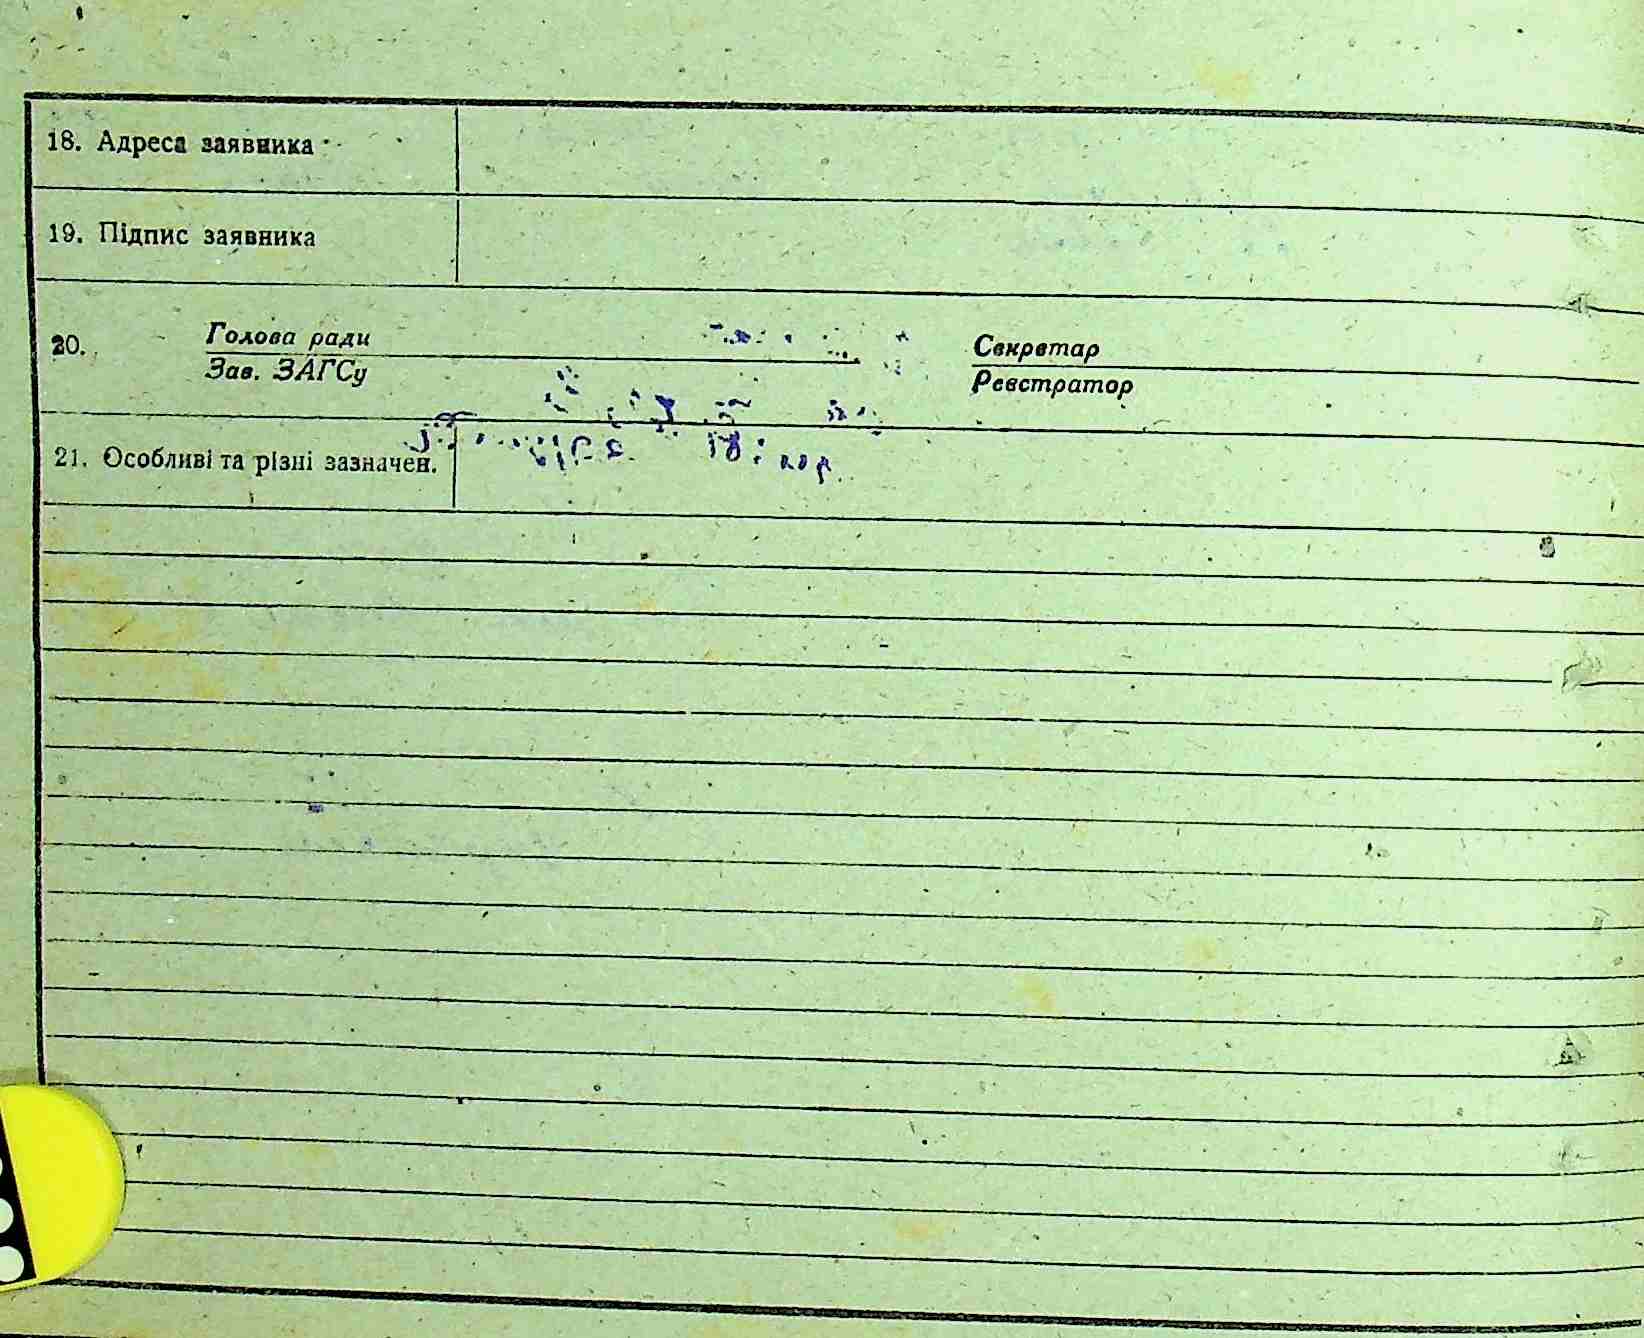 18. Адреса заявника
19. Підпис заявника
20. Голова ради
Зав. ЗАГСу
Секретар
Реєстратор
21. Особливі та різні зазначен.